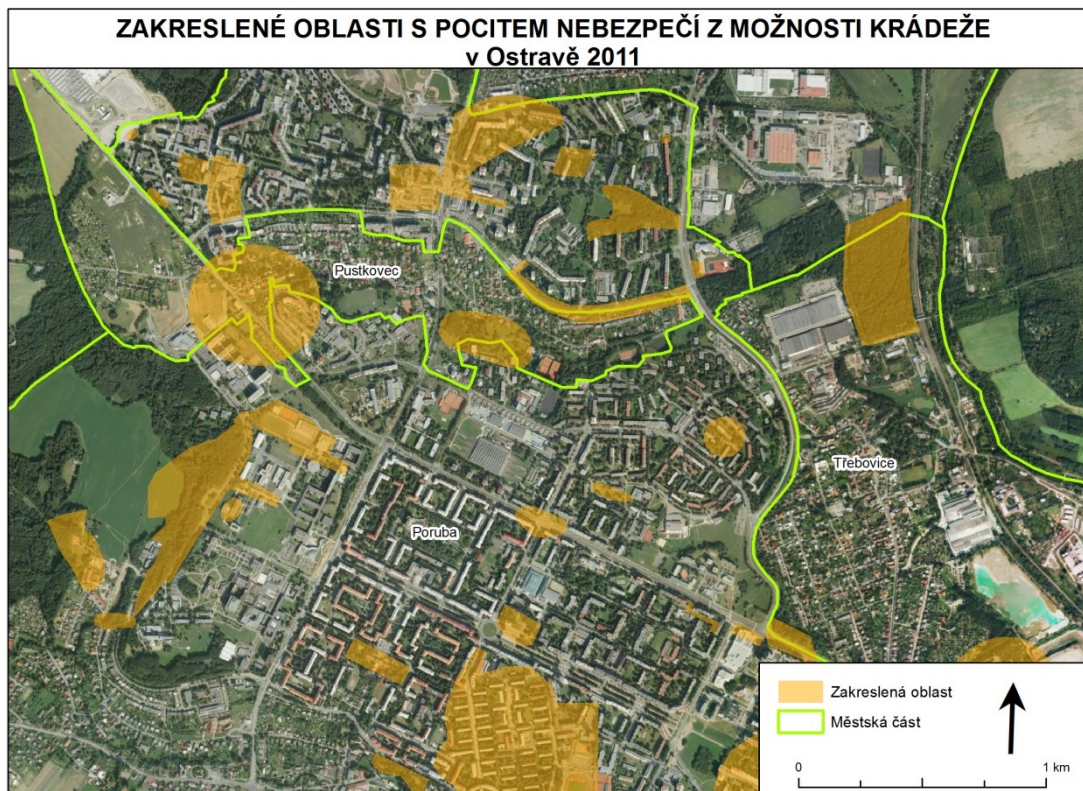 ZAKRESLENÉ OBLASTI S POCITEM NEBEZPEČÍ Z MOŽNOSTI KRÁDEŽE
v Ostravě 2011
Pustkovec
Třebovice
Poruba
Zakreslená oblast
Městská část
0 1 km